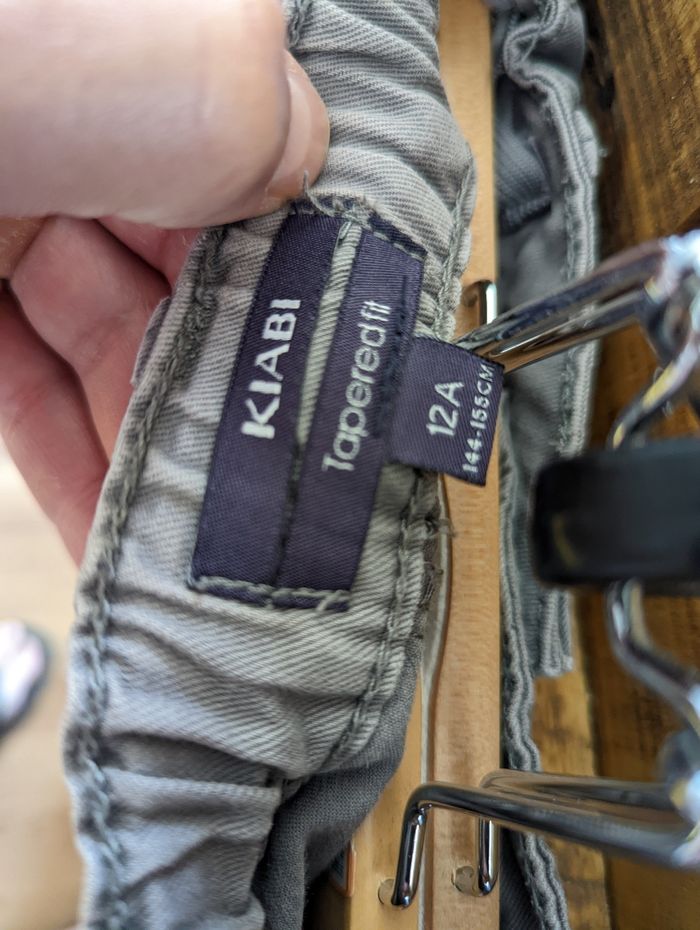 KIABI
Tapered fit
12A
144-155CM